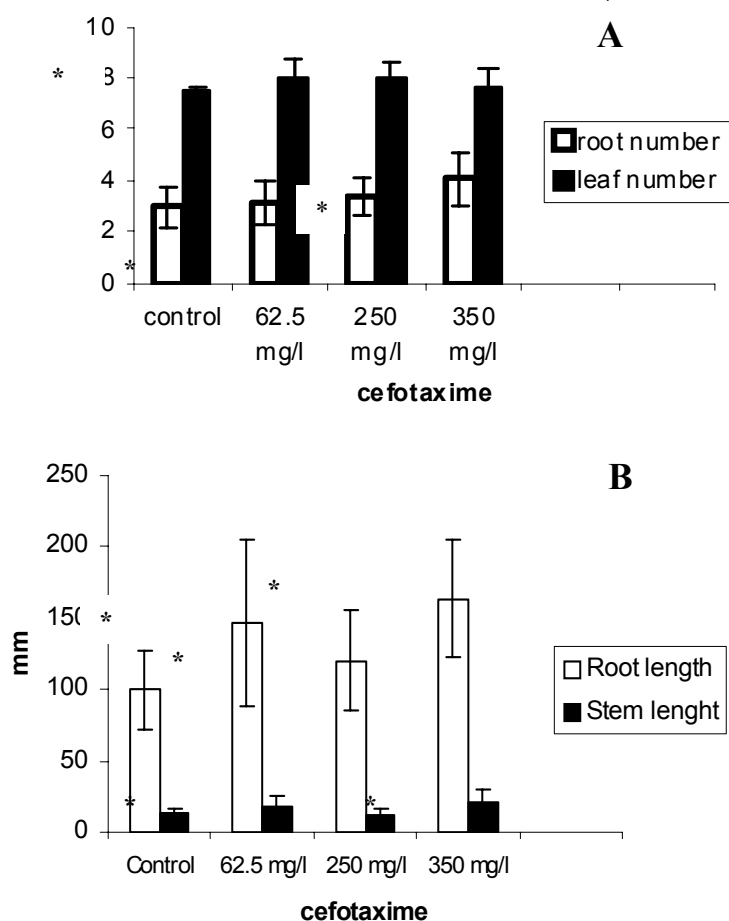 A
10
8
6
4
2
0
*
*
*
root number
leaf number
control 62.5 mg/l 250 mg/l 350 mg/l
cefotaxime
B
250
200
150
100
50
0
mm
*
*
*
*
*
Root length
Stem lenght
Control 62.5 mg/l 250 mg/l 350 mg/l
cefotaxime